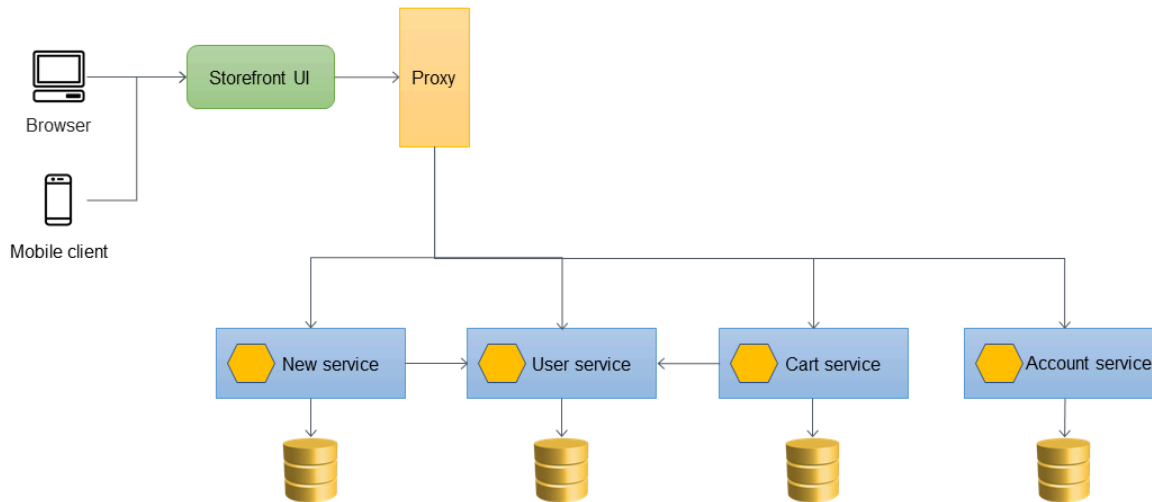 Storefront UI
Proxy
Browser
Mobile client
New service
User service
Cart service
Account service